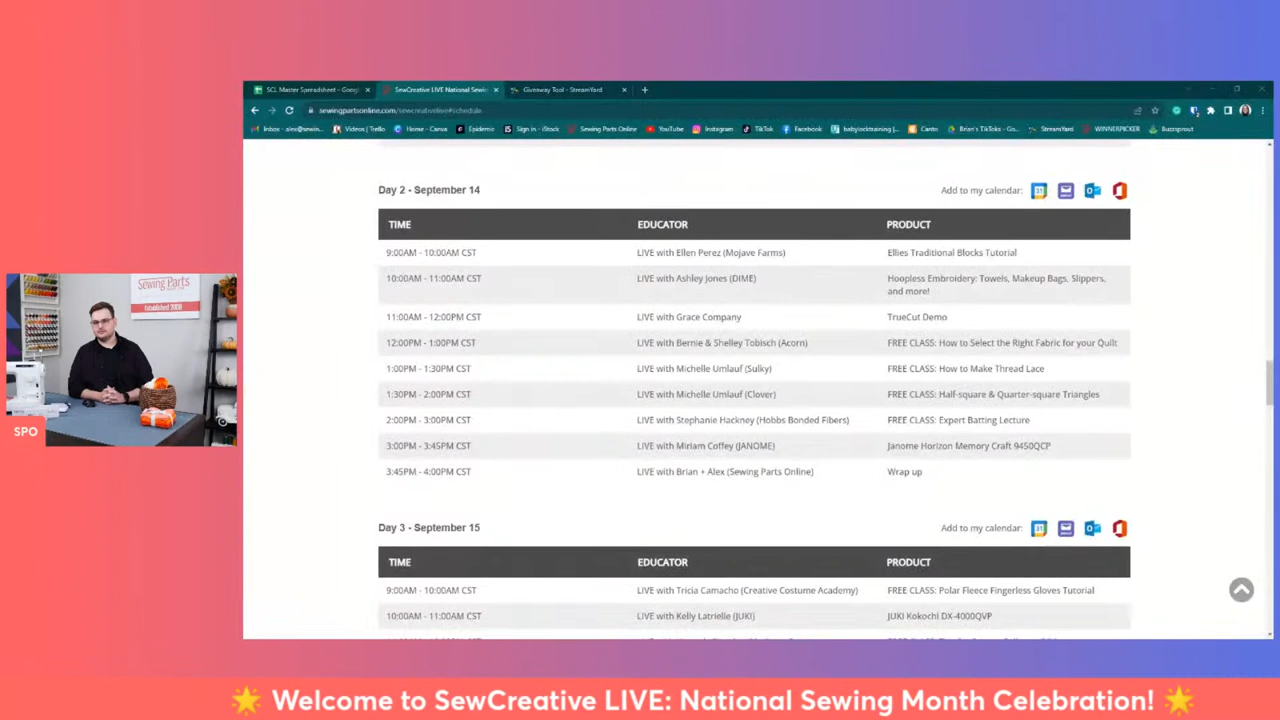 SCL Master Spreadsheet - Googl
SewCreative LIVE National Sewi
Giveaway Tool - StreamYard
sewingpartsonline.com/sewcreativelive#schedule
Inbox - alex@sewin...
Videos | Trello
Home - Canva
Epidemic
Sign in - iStock
Sewing Parts Online
YouTube
Instagram
TikTok
Facebook
babylocktraining |...
Canto
Brian's TikToks - Go...
StreamYard
WINNERPICKER
Buzzsprout
Day 2 - September 14
Add to my calendar:
TIME EDUCATOR PRODUCT
9:00AM - 10:00AM CST LIVE with Ellen Perez (Mojave Farms) Ellies Traditional Blocks Tutorial
10:00AM - 11:00AM CST LIVE with Ashley Jones (DIME) Hoopless Embroidery: Towels, Makeup Bags, Slippers,
and more!
11:00AM - 12:00PM CST LIVE with Grace Company TrueCut Demo
12:00PM - 1:00PM CST LIVE with Bernie & Shelley Tobisch (Acorn) FREE CLASS: How to Select the Right Fabric for your Quilt
1:00PM - 1:30PM CST LIVE with Michelle Umlauf (Sulky) FREE CLASS: How to Make Thread Lace
1:30PM - 2:00PM CST LIVE with Michelle Umlauf (Clover) FREE CLASS: Half-square & Quarter-square Triangles
2:00PM - 3:00PM CST LIVE with Stephanie Hackney (Hobbs Bonded Fibers) FREE CLASS: Expert Batting Lecture
3:00PM - 3:45PM CST LIVE with Miriam Coffey (JANOME) Janome Horizon Memory Craft 9450QCP
3:45PM - 4:00PM CST LIVE with Brian + Alex (Sewing Parts Online) Wrap up
Day 3 - September 15
Add to my calendar:
TIME EDUCATOR PRODUCT
9:00AM - 10:00AM CST LIVE with Tricia Camacho (Creative Costume Academy) FREE CLASS: Polar Fleece Fingerless Gloves Tutorial
10:00AM - 11:00AM CST LIVE with Kelly Latrielle (JUKI) JUKI Kokochi DX-4000QVP
Sewing Parts
Established 2008
SPO
Welcome to SewCreative LIVE: National Sewing Month Celebration!